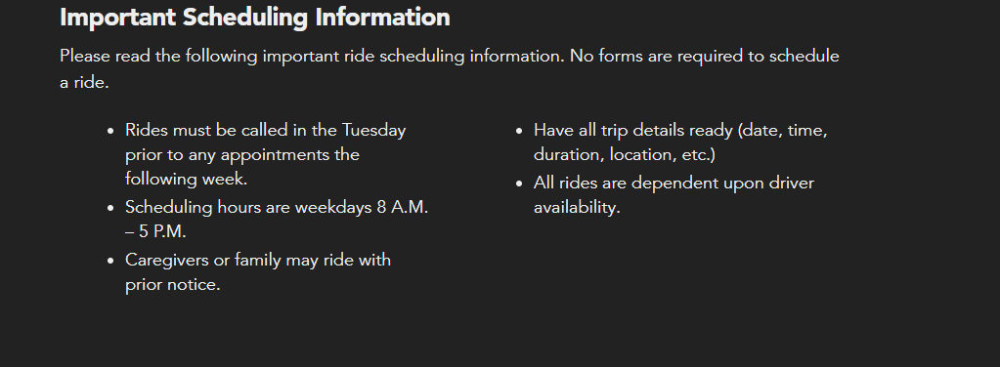 Important Scheduling Information
Please read the following important ride scheduling information. No forms are required to schedule
a ride.
• Rides must be called in the Tuesday
prior to any appointments the
following week.
• Scheduling hours are weekdays 8 A.M.
– 5 P.M.
• Caregivers or family may ride with
prior notice.
• Have all trip details ready (date, time,
duration, location, etc.)
• All rides are dependent upon driver
availability.